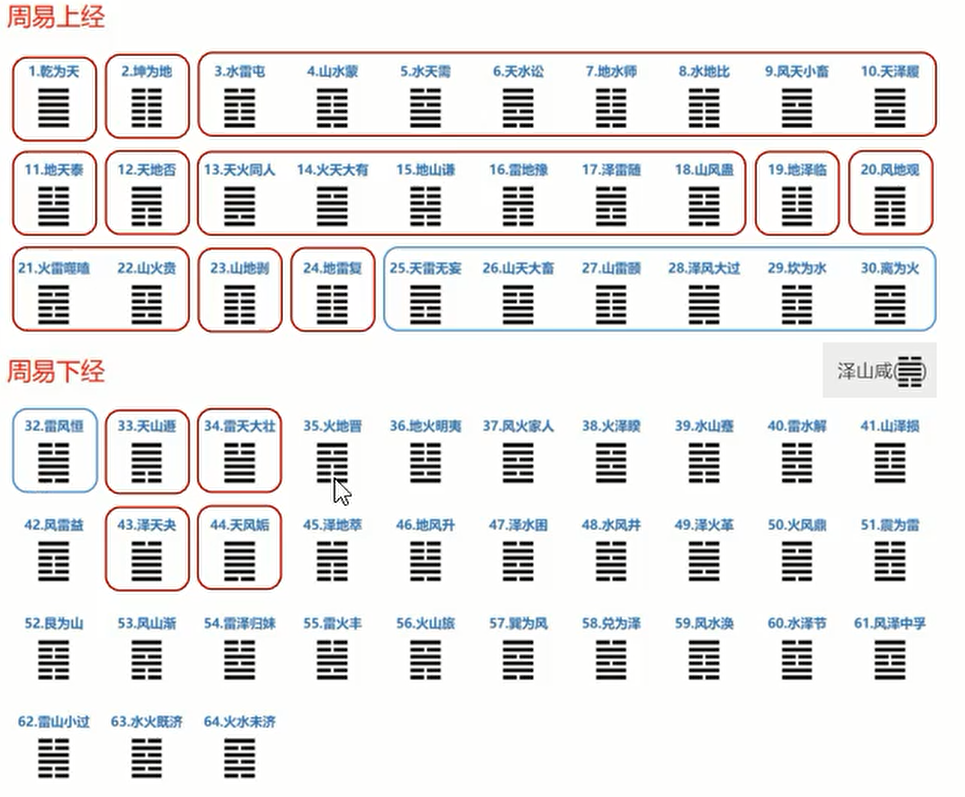 周易上经
1.乾为天 2.坤为地 3.水雷屯 4.山水蒙 5.水天需 6.天水讼 7.地水师 8.水地比 9.风天小畜 10.天泽履
11.地天泰 12.天地否 13.天火同人 14.火天大有 15.地山谦 16.雷地豫 17.泽雷随 18.山风蛊 19.地泽临 20.风地观
21.火雷噬嗑 22.山火贲 23.山地剥 24.地雷复 25.天雷无妄 26.山天大畜 27.山雷颐 28.泽风大过 29.坎为水 30.离为火
周易下经
泽山咸()
32.雷风恒 33.天山遁 34.雷天大壮 35.火地晋 36.地火明夷 37.风火家人 38.火泽睽 39.水山蹇 40.雷水解 41.山泽损
42.风雷益 43.泽天夬 44.天风姤 45.泽地萃 46.地风升 47.泽水困 48.水风井 49.泽火革 50.火风鼎 51.震为雷
52.艮为山 53.风山渐 54.雷泽归妹 55.雷火丰 56.火山旅 57.巽为风 58.兑为泽 59.风水涣 60.水泽节 61.风泽中孚
62.雷山小过 63.水火既济 64.火水未济